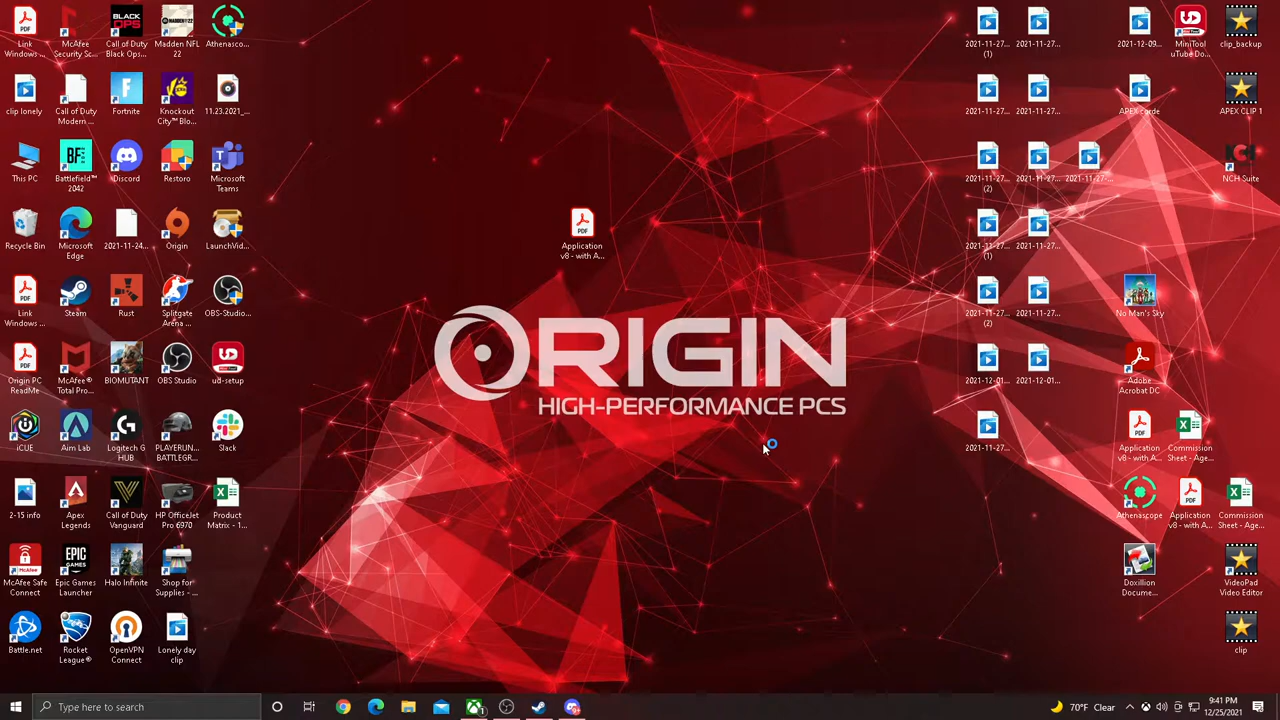 Link
Windows ...
McAfee
Security Sc...
Call of Duty
Black Ops...
Madden NFL
22
Athenasco...
clip lonely
Call of Duty
Modern ...
Fortnite
Knockout
City™ Blo...
11.23.2021_...
This PC
Battlefield™
2042
Discord
Restoro
Microsoft
Teams
Recycle Bin
Microsoft
Edge
2021-11-24...
Origin
LaunchVid...
Link
Windows ...
Steam
Rust
Splitgate
Arena ...
OBS-Studio...
Origin PC
ReadMe
McAfee®
Total Pro...
BIOMUTANT
OBS Studio
ud-setup
iCUE
Aim Lab
Logitech G
HUB
PLAYERUN...
BATTLEGR...
Slack
2-15 info
Apex
Legends
Call of Duty
Vanguard
HP OfficeJet
Pro 6970
Product
Matrix - 1...
McAfee Safe
Connect
Epic Games
Launcher
Halo Infinite
Shop for
Supplies - ...
Battle.net
Rocket
League®
OpenVPN
Connect
Lonely day
clip
Application
v8 - with A...
ORIGIN
HIGH-PERFORMANCE PCS
2021-11-27...
(1)
2021-11-27...
2021-12-09...
MiniTool
uTube Do...
clip_backup
2021-11-27...
2021-11-27...
APEX carde
APEX CLIP 1
2021-11-27...
(2)
2021-11-27...
2021-11-27-...
NCH Suite
2021-11-27...
(1)
2021-11-27...
2021-11-27...
(2)
2021-11-27...
No Man's Sky
2021-12-01...
2021-12-01...
Adobe
Acrobat DC
2021-11-27...
Application
v8 - with A...
Commission
Sheet - Age...
Athenascope
Application
v8 - with A...
Commission
Sheet - Age...
Doxillion
Docume...
VideoPad
Video Editor
clip
Type here to search
70°F Clear
9:41 PM
12/25/2021